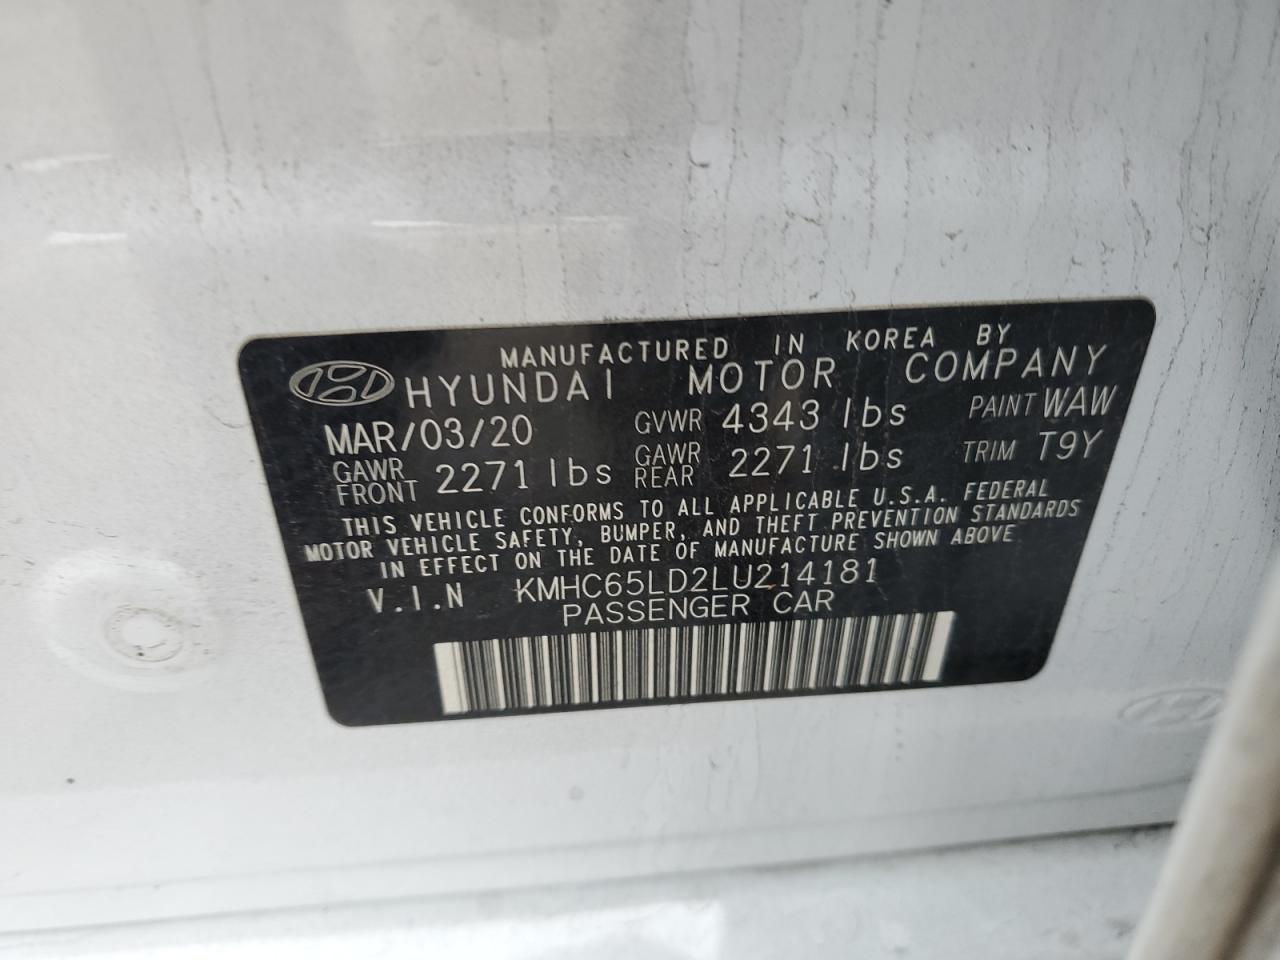 MANUFACTURED IN KOREA BY
HYUNDAI MOTOR COMPANY
MAR/03/20 GVWR 4343 lbs PAINT WAW
GAWR FRONT 2271 lbs GAWR REAR 2271 lbs TRIM T9Y
THIS VEHICLE CONFORMS TO ALL APPLICABLE U.S.A. FEDERAL
MOTOR VEHICLE SAFETY, BUMPER, AND THEFT PREVENTION STANDARDS
IN EFFECT ON THE DATE OF MANUFACTURE SHOWN ABOVE
V.I.N KMHC65LD2LU214181
PASSENGER CAR